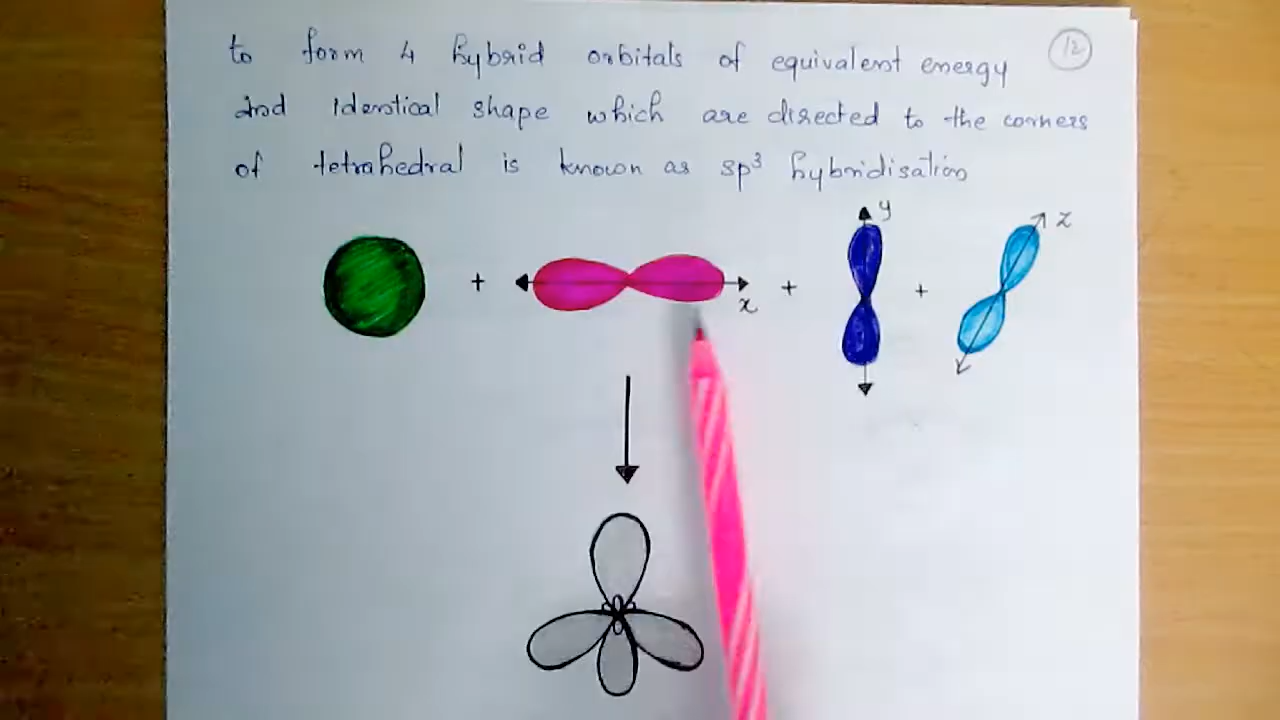 to form 4 hybrid orbitals of equivalent energy 12
and identical shape which are directed to the corners
of tetrahedral is known as sp³ hybridisation
+ x + y + z